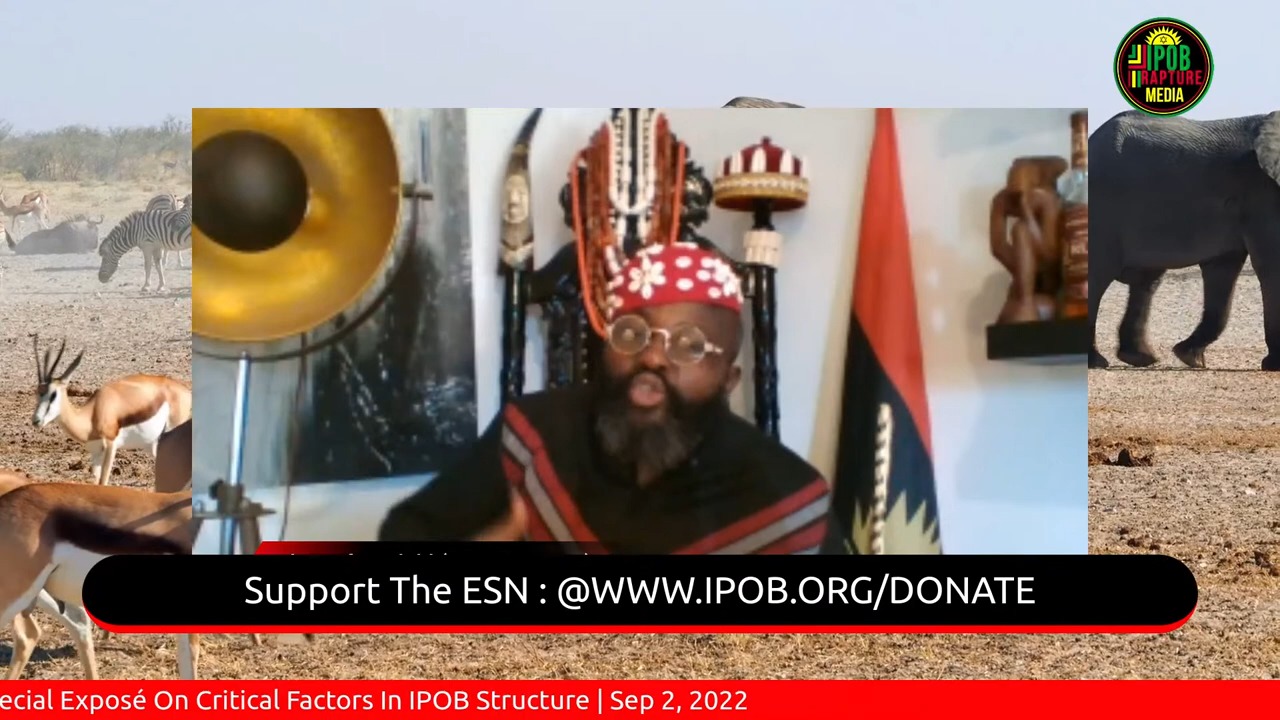 IPOB
RAPTURE
MEDIA
Support The ESN : @WWW.IPOB.ORG/DONATE
ecial Exposé On Critical Factors In IPOB Structure | Sep 2, 2022